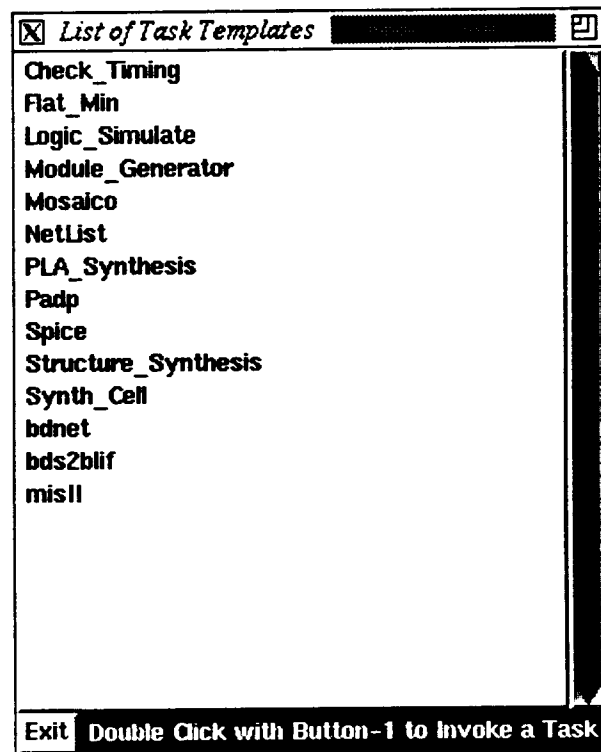 List of Task Templates
Check_Timing
Flat_Min
Logic_Simulate
Module_Generator
Mosaico
NetList
PLA_Synthesis
Padp
Spice
Structure_Synthesis
Synth_Cell
bdnet
bds2blif
misII
Exit Double Click with Button-1 to Invoke a Task